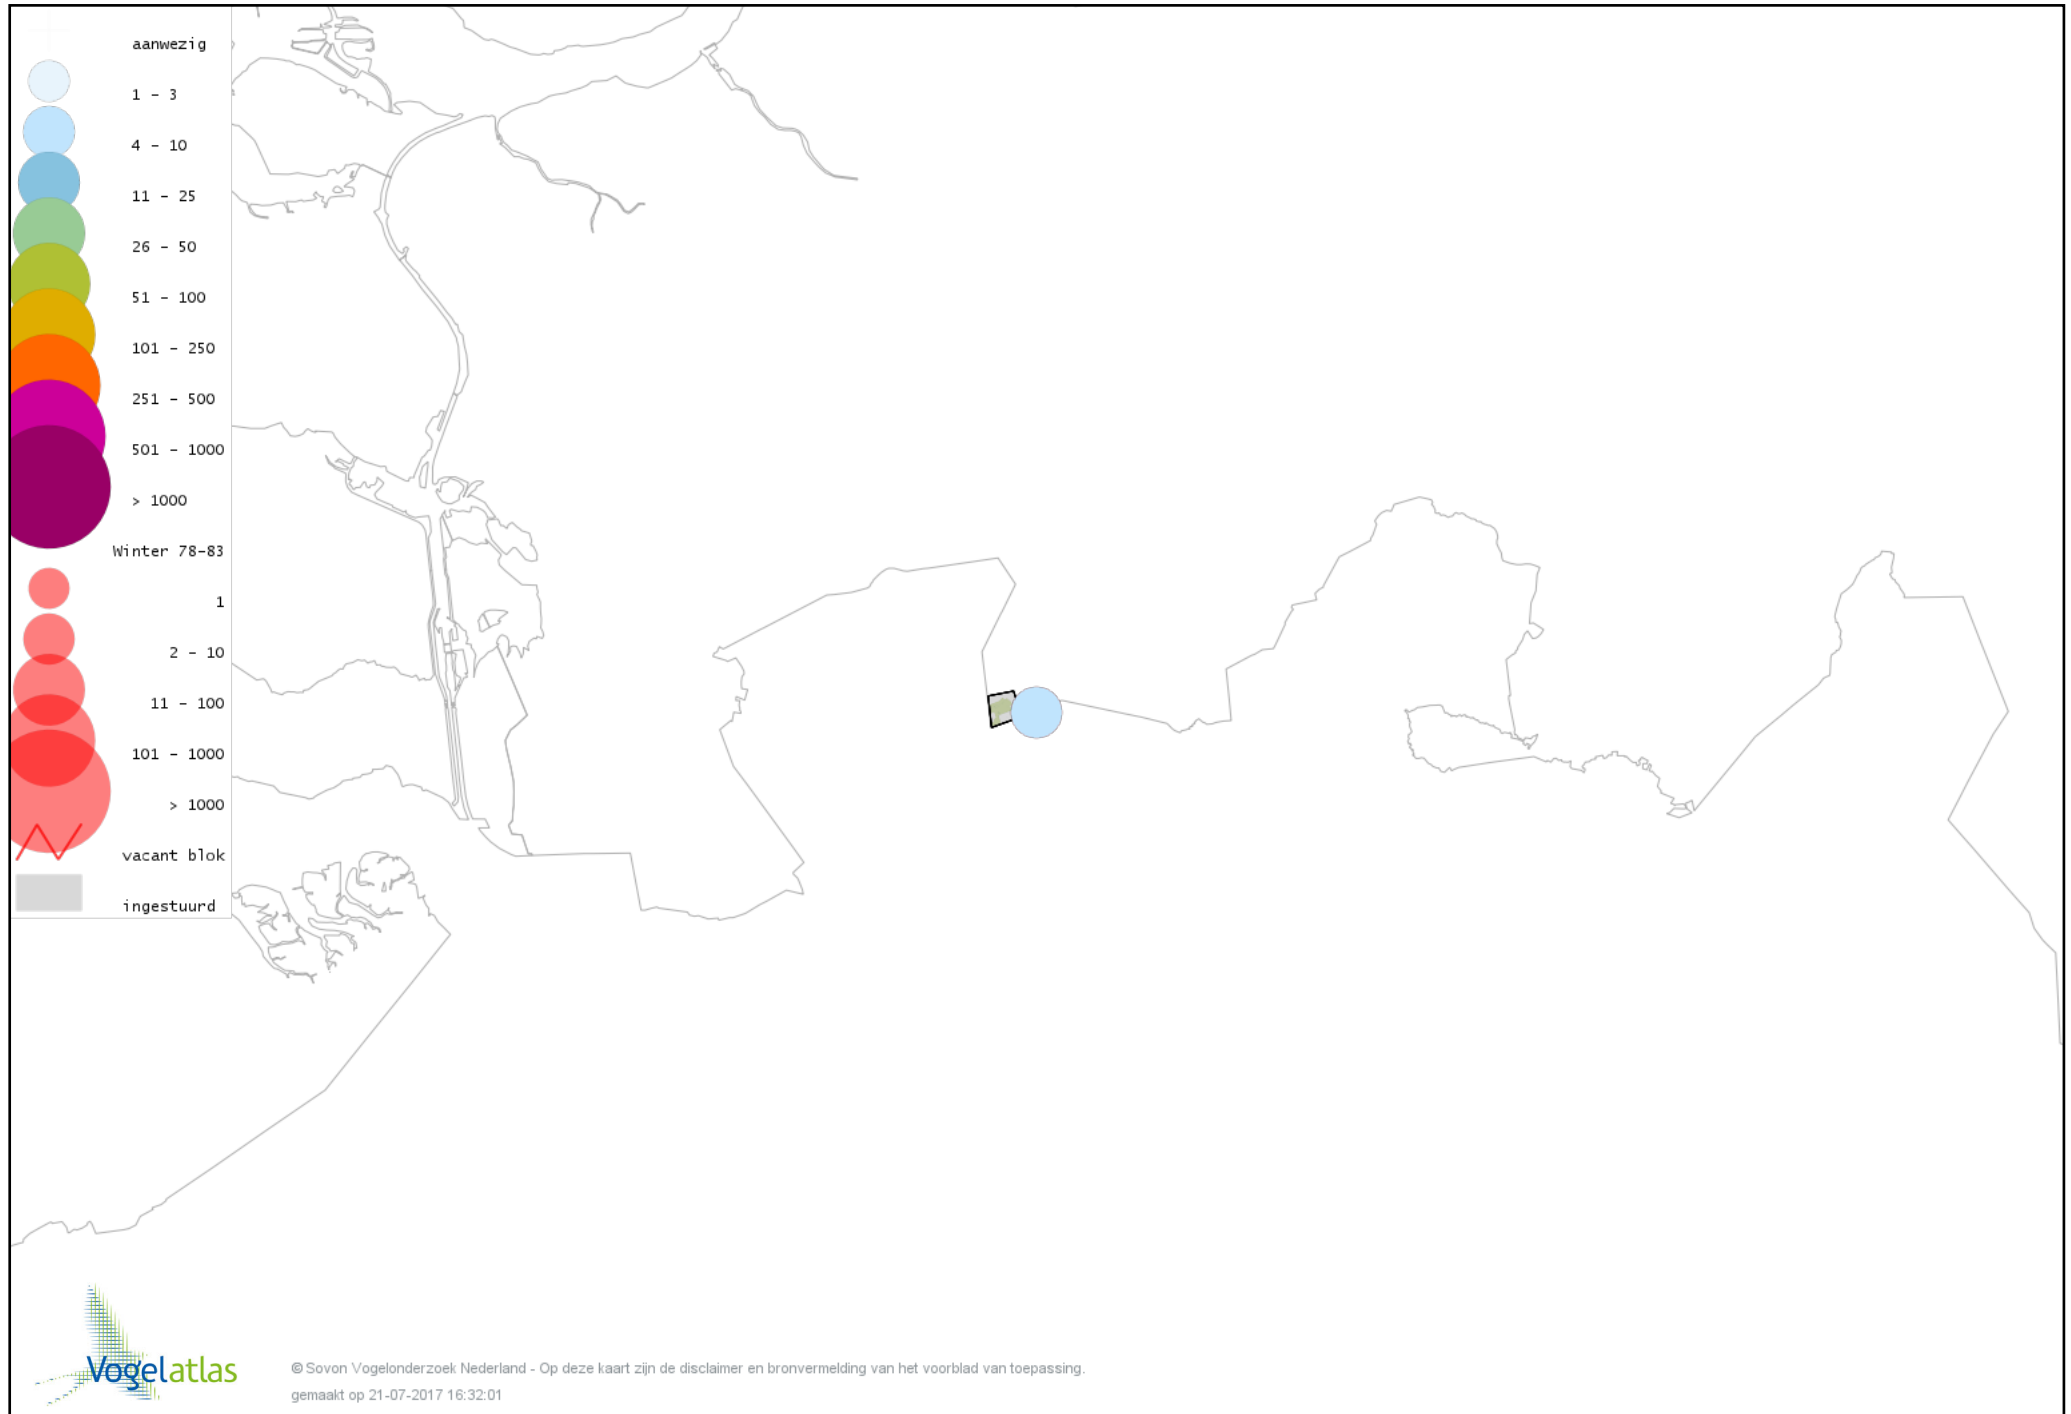 aanwezig
1 - 3
4 - 10
11 - 25
26 - 50
51 - 100
101 - 250
251 - 500
501 - 1000
> 1000
Winter 78-83
1
2 - 10
11 - 100
101 - 1000
> 1000
vacant blok
ingestuurd
Vogelatlas
© Sovon Vogelonderzoek Nederland - Op deze kaart zijn de disclaimer en bronvermelding van het voorblad van toepassing.
gemaakt op 21-07-2017 16:32:01